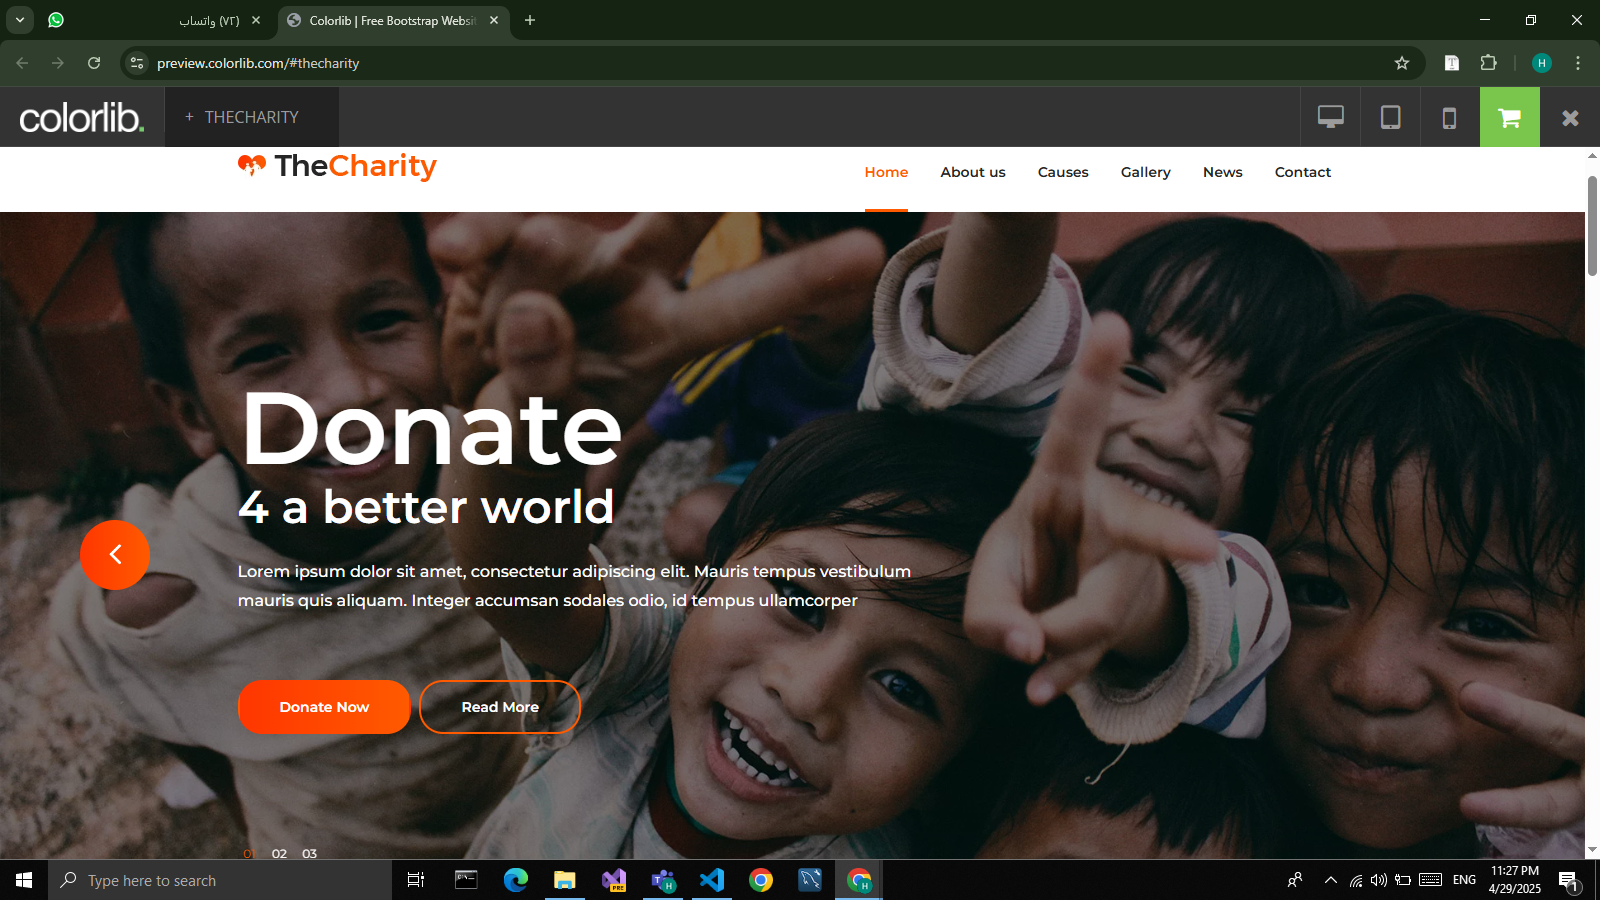 (٧٢) واتساب
Colorlib | Free Bootstrap Websi
preview.colorlib.com/#thecharity
colorlib.
+ THECHARITY
TheCharity
Home About us Causes Gallery News Contact
Donate
4 a better world
Lorem ipsum dolor sit amet, consectetur adipiscing elit. Mauris tempus vestibulum
mauris quis aliquam. Integer accumsan sodales odio, id tempus ullamcorper
Donate Now Read More
01 02 03
Type here to search
ENG
11:27 PM
4/29/2025
1
H
PRE
H
H